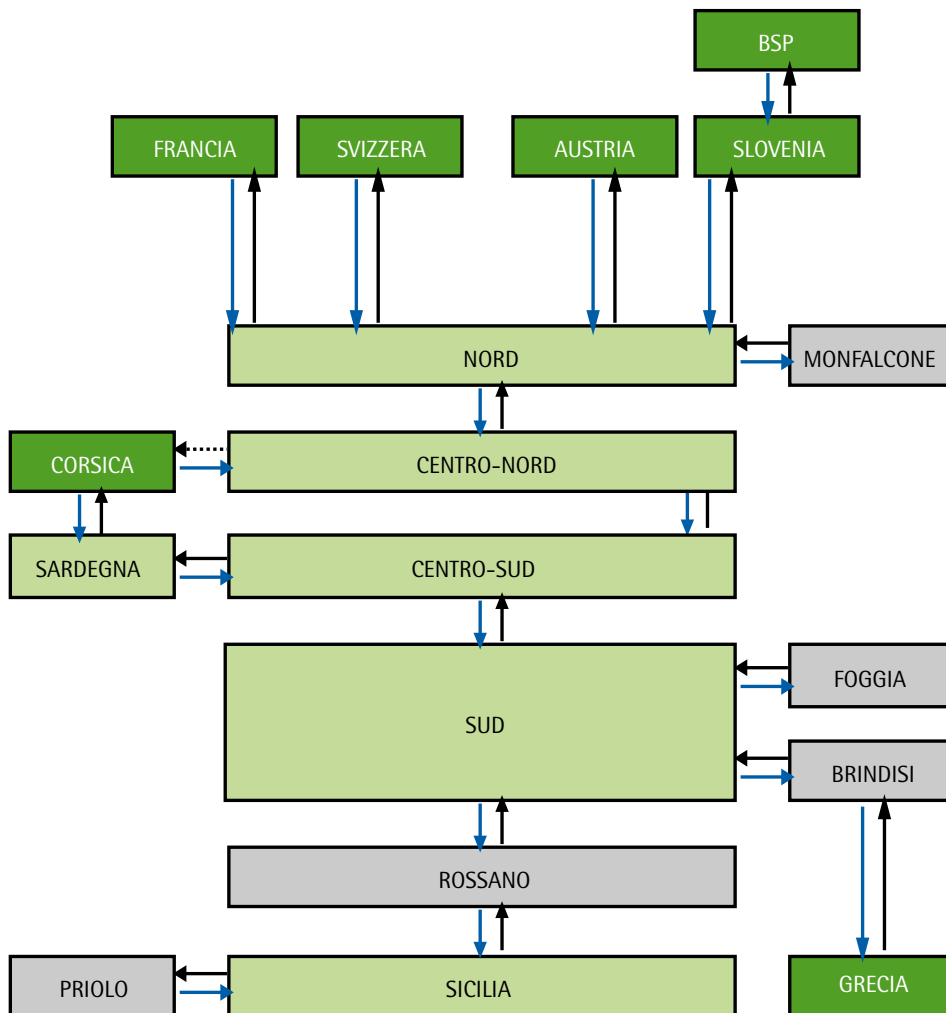 BSP
FRANCIA
SVIZZERA
AUSTRIA
SLOVENIA
NORD
MONFALCONE
CORSICA
CENTRO-NORD
SARDEGNA
CENTRO-SUD
SUD
FOGGIA
BRINDISI
ROSSANO
PRIOLO
SICILIA
GRECIA